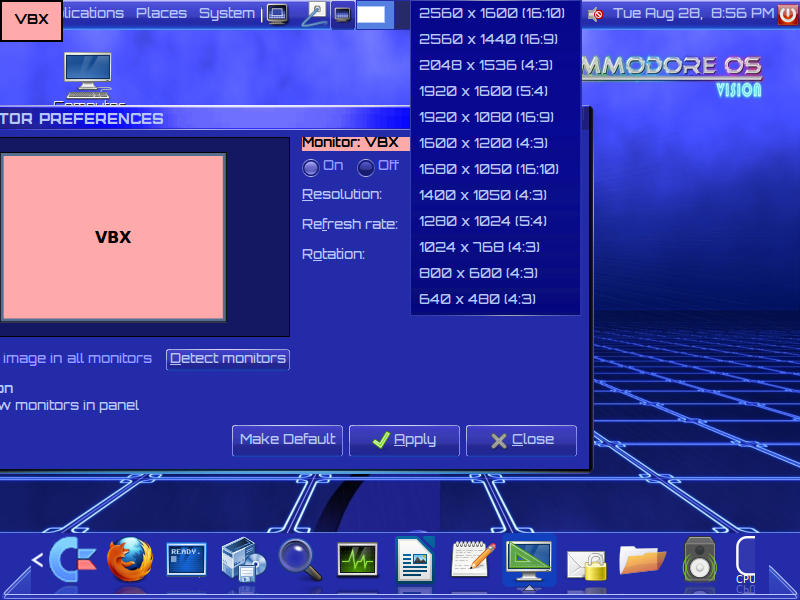 VBX
lications Places System
Tue Aug 28, 8:56 PM
2560 x 1600 (16:10)
2560 x 1440 (16:9)
2048 x 1536 (4:3)
1920 x 1600 (5:4)
1920 x 1080 (16:9)
1600 x 1200 (4:3)
1680 x 1050 (16:10)
1400 x 1050 (4:3)
1280 x 1024 (5:4)
1024 x 768 (4:3)
800 x 600 (4:3)
640 x 480 (4:3)
MMODORE OS
VISION
Computer
TOR PREFERENCES
Monitor: VBX
On Off
Resolution:
Refresh rate:
Rotation:
VBX
image in all monitors
Detect monitors
on
w monitors in panel
Make Default
Apply
Close
READY.
CPU